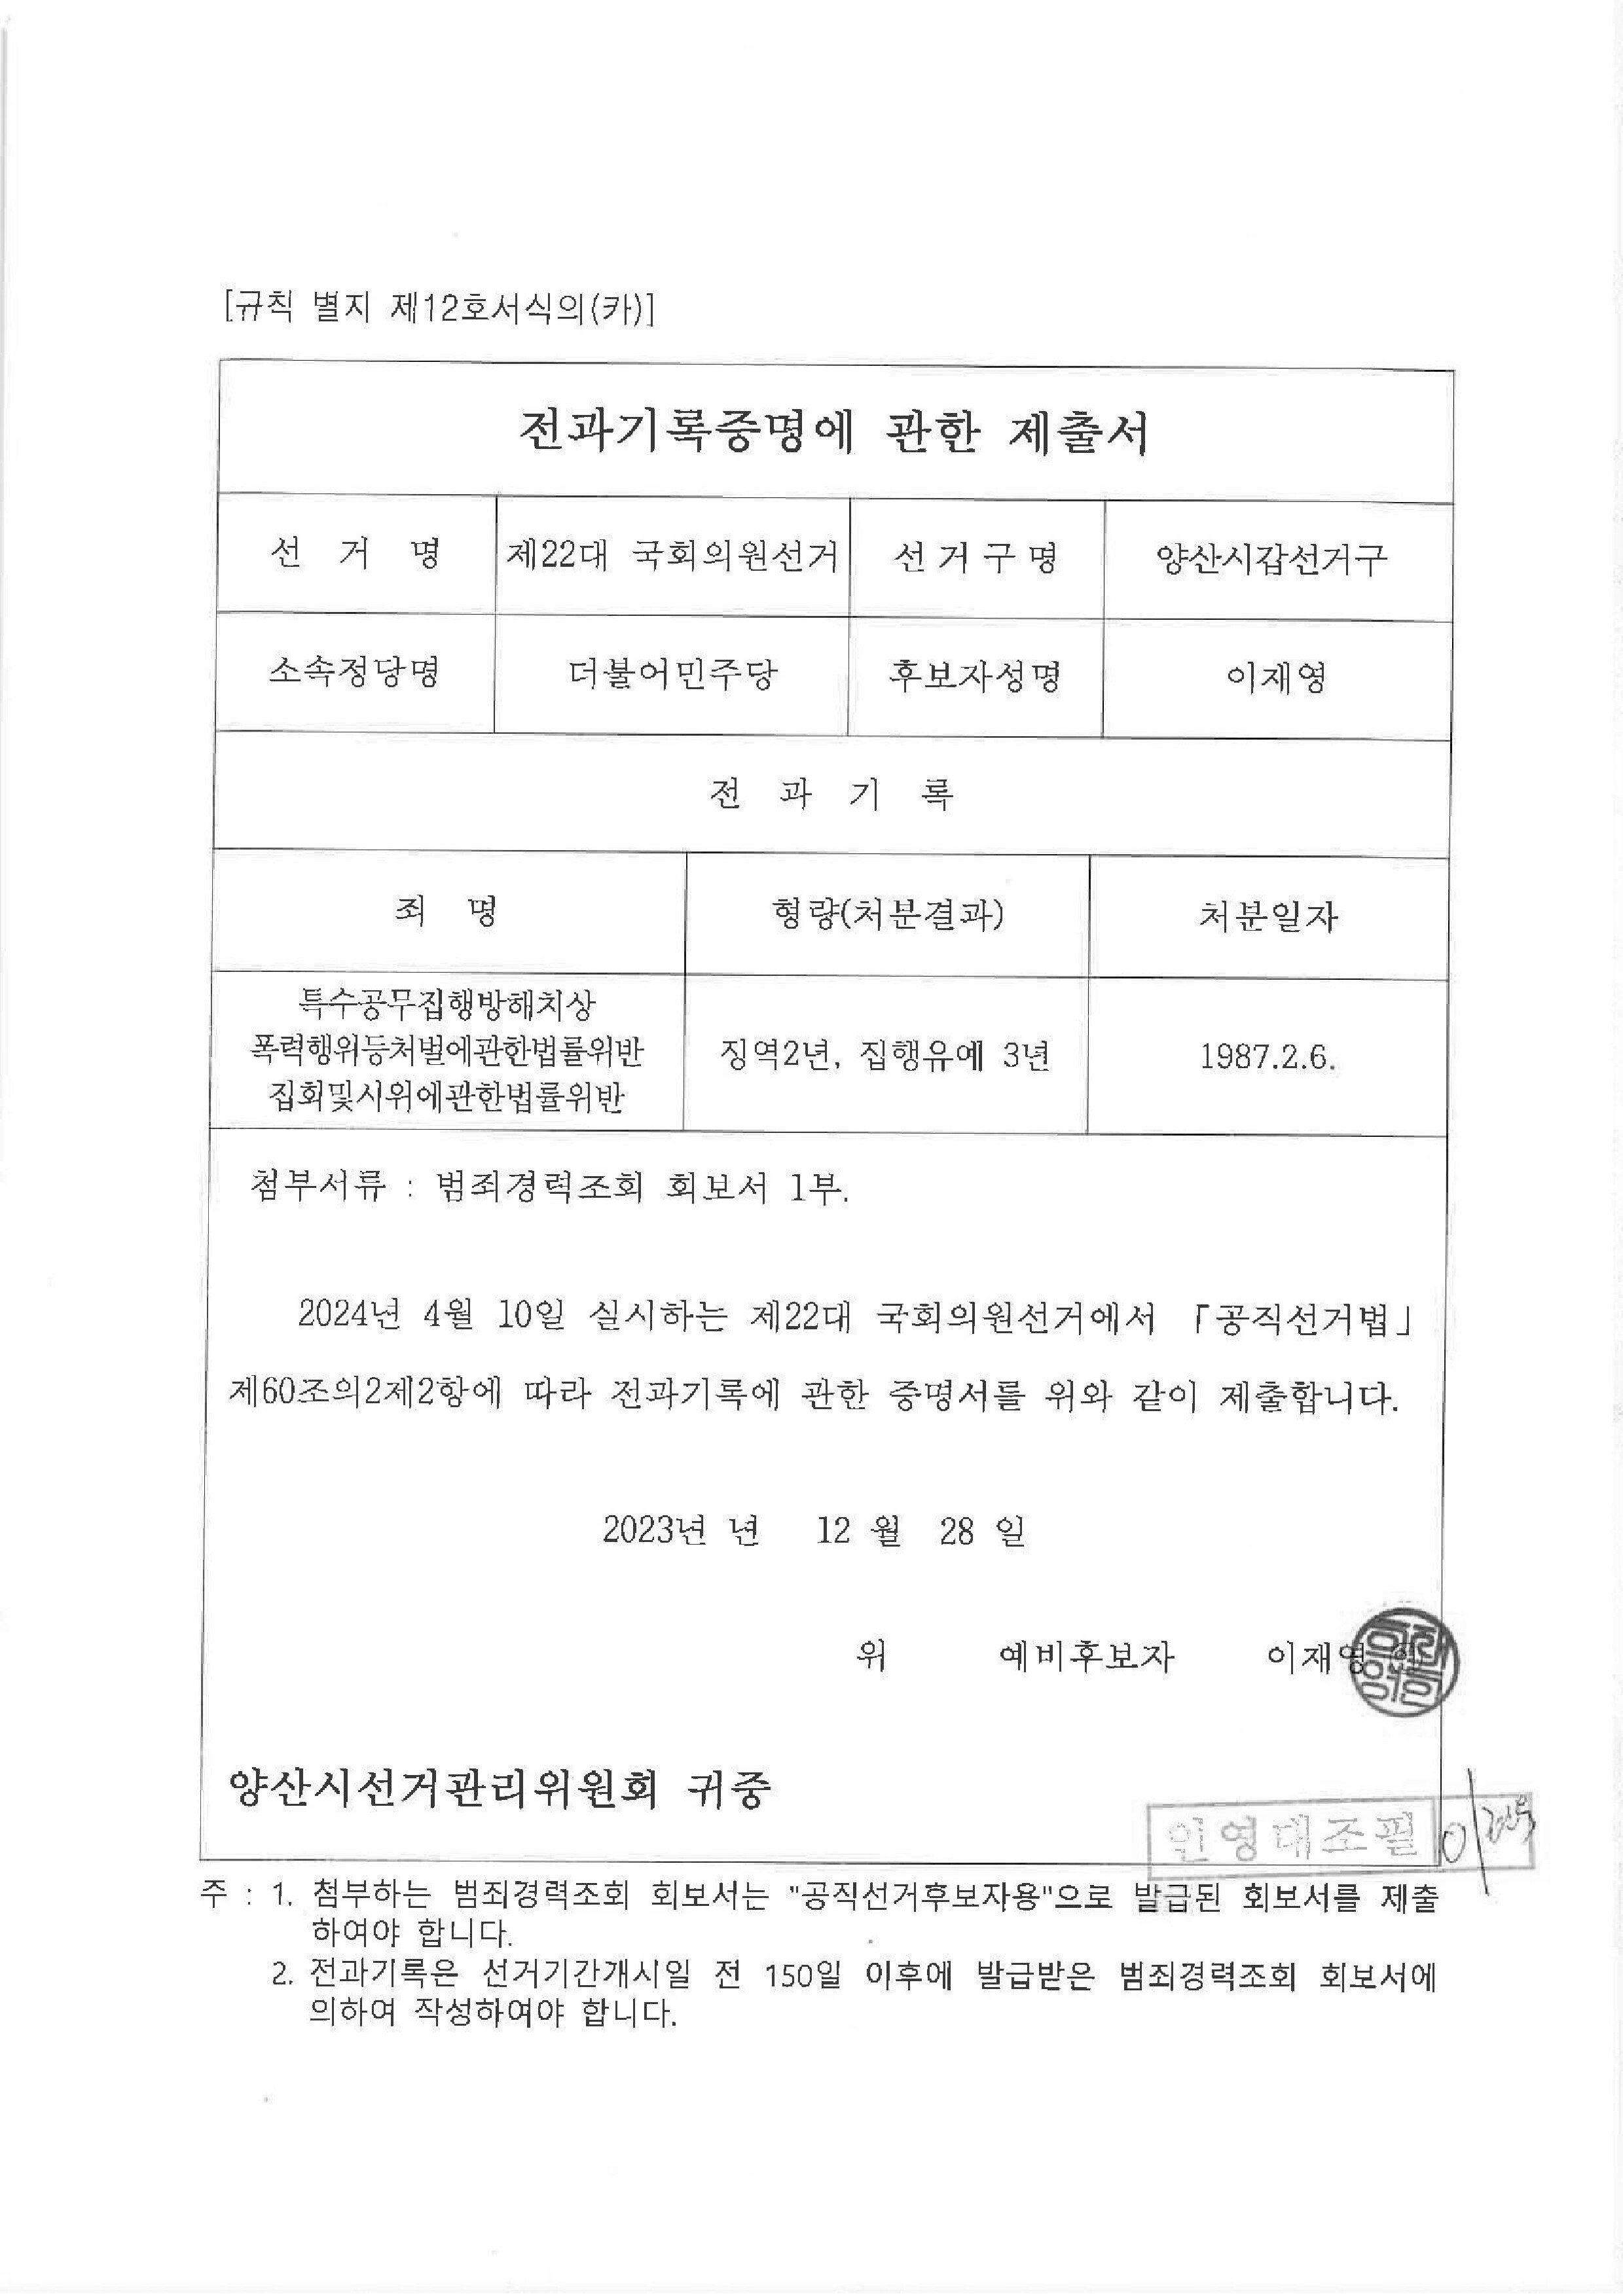 [규칙 별지 제12호서식의(카)]
전과기록증명에 관한 제출서
선 거 명 제22대 국회의원선거 선 거 구 명 양산시갑선거구
소속정당명 더불어민주당 후보자성명 이재영
전 과 기 록
죄 명 형량(처분결과) 처분일자
특수공무집행방해치상
폭력행위등처벌에관한법률위반
집회및시위에관한법률위반
징역2년, 집행유예 3년 1987.2.6.
첨부서류 : 범죄경력조회 회보서 1부.
2024년 4월 10일 실시하는 제22대 국회의원선거에서 「공직선거법」
제60조의2제2항에 따라 전과기록에 관한 증명서를 위와 같이 제출합니다.
2023년 년 12 월 28 일
위 예비후보자 이재영
양산시선거관리위원회 귀중
인영대조필
주 : 1. 첨부하는 범죄경력조회 회보서는 "공직선거후보자용"으로 발급된 회보서를 제출
하여야 합니다.
2. 전과기록은 선거기간개시일 전 150일 이후에 발급받은 범죄경력조회 회보서에
의하여 작성하여야 합니다.